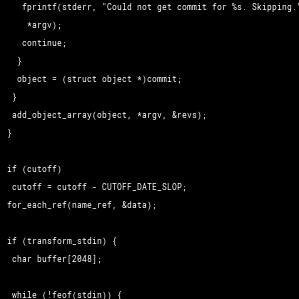 fprintf(stderr, "Could not get commit for %s. Skipping.
*argv);
continue;
}
object = (struct object *)commit;
}
add_object_array(object, *argv, &revs);
}
if (cutoff)
cutoff = cutoff - CUTOFF_DATE_SLOP;
for_each_ref(name_ref, &data);
if (transform_stdin) {
char buffer[2048];
while (!feof(stdin)) {